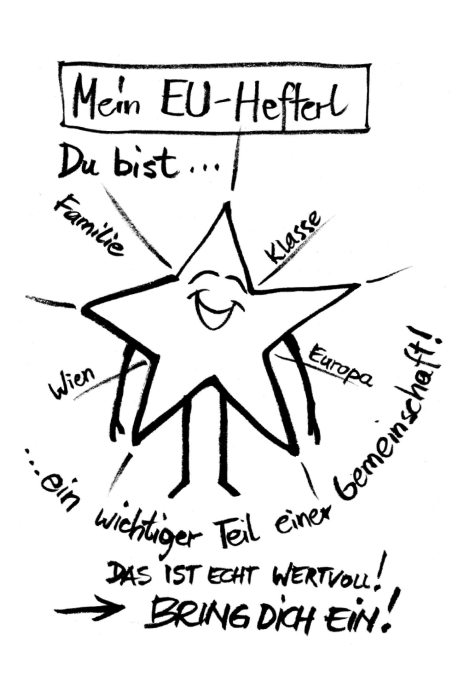 Mein EU-Hefterl
Du bist...
Familie
Klasse
Wien
Europa
...ein wichtiger Teil einer Gemeinschaft!
DAS IST ECHT WERTVOLL!
→ BRING DICH EIN!